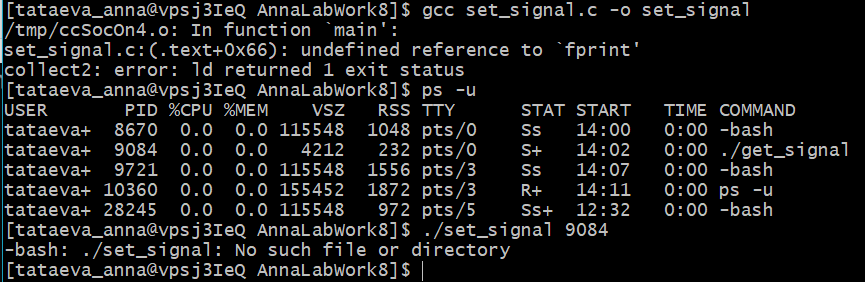 [tataeva_anna@vpsj3IeQ AnnaLabWork8]$ gcc set_signal.c -o set_signal
/tmp/ccSocOn4.o: In function `main':
set_signal.c:(.text+0x66): undefined reference to `fprint'
collect2: error: ld returned 1 exit status
[tataeva_anna@vpsj3IeQ AnnaLabWork8]$ ps -u
USER       PID %CPU %MEM    VSZ   RSS TTY      STAT START   TIME COMMAND
tataeva+  8670  0.0  0.0 115548  1048 pts/0    Ss   14:00   0:00 -bash
tataeva+  9084  0.0  0.0   4212   232 pts/0    S+   14:02   0:00 ./get_signal
tataeva+  9721  0.0  0.0 115548  1556 pts/3    Ss   14:07   0:00 -bash
tataeva+ 10360  0.0  0.0 155452  1872 pts/3    R+   14:11   0:00 ps -u
tataeva+ 28245  0.0  0.0 115548   972 pts/5    Ss+  12:32   0:00 -bash
[tataeva_anna@vpsj3IeQ AnnaLabWork8]$ ./set_signal 9084
-bash: ./set_signal: No such file or directory
[tataeva_anna@vpsj3IeQ AnnaLabWork8]$